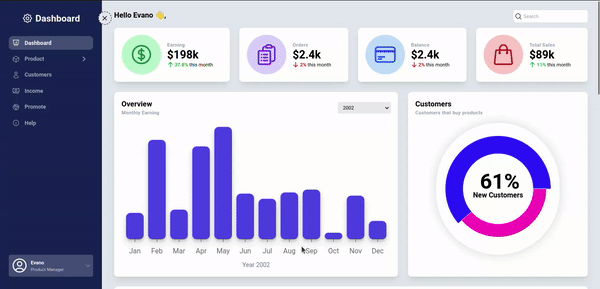 Dashboard
Dashboard
Product
Customers
Income
Promote
Help
Evano
Product Manager
Hello Evano 👋,
Search
Earning
$198k
37.8% this month
Orders
$2.4k
2% this month
Balance
$2.4k
2% this month
Total Sales
$89k
11% this month
Overview
Monthly Earning
2002
Jan Feb Mar Apr May Jun Jul Aug Sep Oct Nov Dec
Year 2002
Customers
Customers that buy products
61%
New Customers